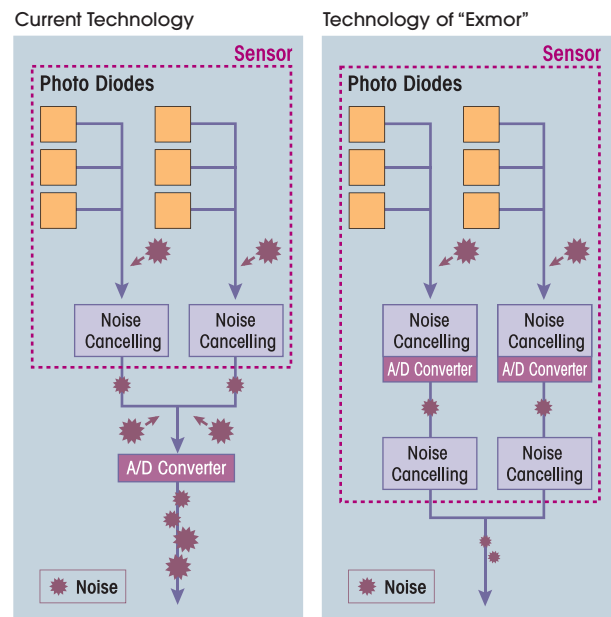 Current Technology
Sensor
Photo Diodes
Noise
Cancelling
Noise
Cancelling
A/D Converter
Noise
Technology of “Exmor”
Sensor
Photo Diodes
Noise
Cancelling
A/D Converter
Noise
Cancelling
A/D Converter
Noise
Cancelling
Noise
Cancelling
Noise